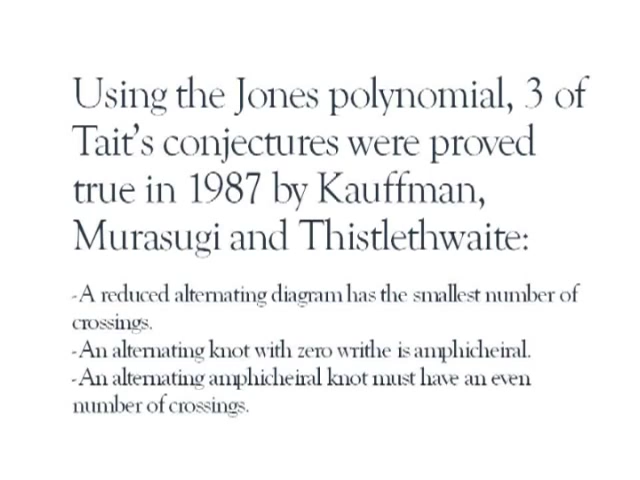 Using the Jones polynomial, 3 of
Tait's conjectures were proved
true in 1987 by Kauffman,
Murasugi and Thistlethwaite:
-A reduced alternating diagram has the smallest number of
crossings.
-An alternating knot with zero writhe is amphicheiral.
-An alternating amphicheiral knot must have an even
number of crossings.